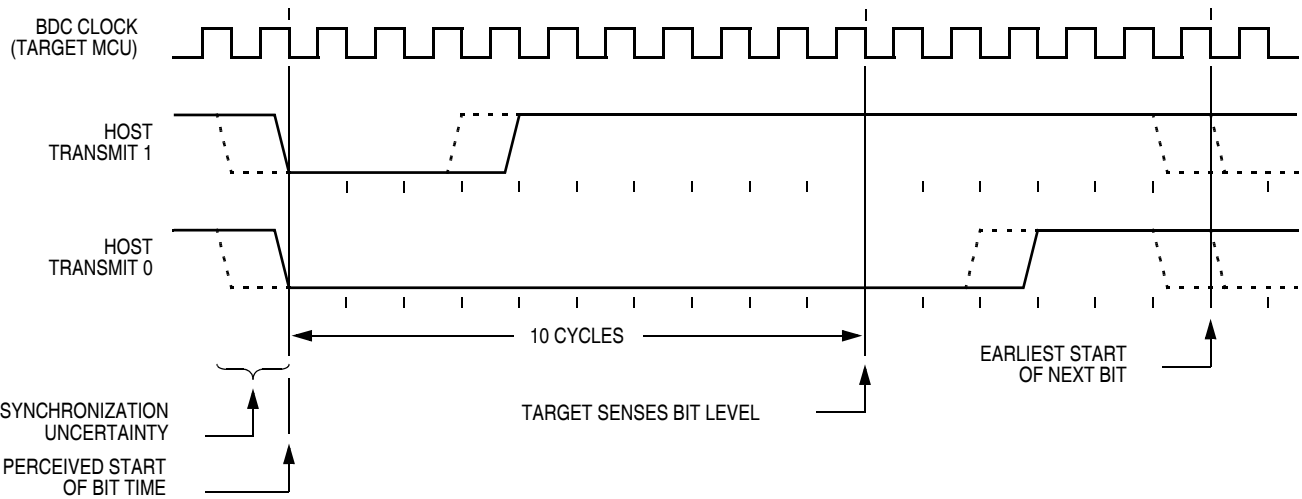 BDC CLOCK
(TARGET MCU)
HOST
TRANSMIT 1
HOST
TRANSMIT 0
10 CYCLES
EARLIEST START
OF NEXT BIT
SYNCHRONIZATION
UNCERTAINTY
TARGET SENSES BIT LEVEL
PERCEIVED START
OF BIT TIME